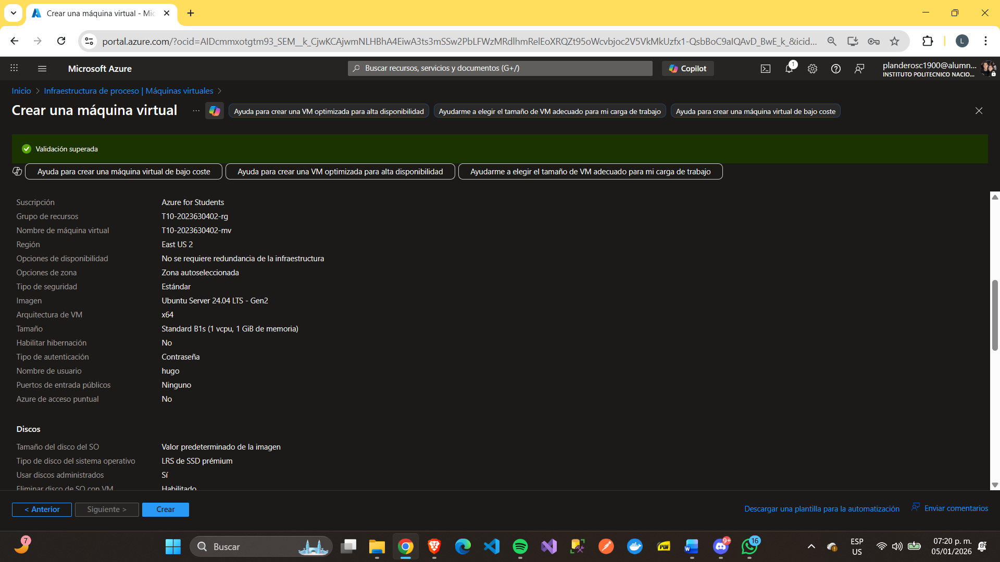 Crear una máquina virtual - Mic
portal.azure.com/?ocid=AIDcmmxotgtm93_SEM__k_CjwKCAjwmNLHBhA4EiwA3ts3mSSw2PbLFWzMRdlhmRelEoXRQZt95oWcvbjoc2V5VkMkUzfx1-QsbBoC9aIQAvD_BwE_k_&icid...
L
Microsoft Azure
Buscar recursos, servicios y documentos (G+/)
Copilot
1
planderosc1900@alumn...
INSTITUTO POLITECNICO NACIO...
Inicio > Infraestructura de proceso | Máquinas virtuales >
Crear una máquina virtual
...
Ayuda para crear una VM optimizada para alta disponibilidad
Ayudarme a elegir el tamaño de VM adecuado para mi carga de trabajo
Ayuda para crear una máquina virtual de bajo coste
Validación superada
Ayuda para crear una máquina virtual de bajo coste
Ayuda para crear una VM optimizada para alta disponibilidad
Ayudarme a elegir el tamaño de VM adecuado para mi carga de trabajo
Suscripción Azure for Students
Grupo de recursos T10-2023630402-rg
Nombre de máquina virtual T10-2023630402-mv
Región East US 2
Opciones de disponibilidad No se requiere redundancia de la infraestructura
Opciones de zona Zona autoseleccionada
Tipo de seguridad Estándar
Imagen Ubuntu Server 24.04 LTS - Gen2
Arquitectura de VM x64
Tamaño Standard B1s (1 vcpu, 1 GiB de memoria)
Habilitar hibernación No
Tipo de autenticación Contraseña
Nombre de usuario hugo
Puertos de entrada públicos Ninguno
Azure de acceso puntual No
Discos
Tamaño del disco del SO Valor predeterminado de la imagen
Tipo de disco del sistema operativo LRS de SSD prémium
Usar discos administrados Sí
Eliminar disco de SO con VM Habilitado
< Anterior
Siguiente >
Crear
Descargar una plantilla para la automatización
Enviar comentarios
7
Buscar
PDF
W
9+
16
ESP
US
07:20 p. m.
05/01/2026